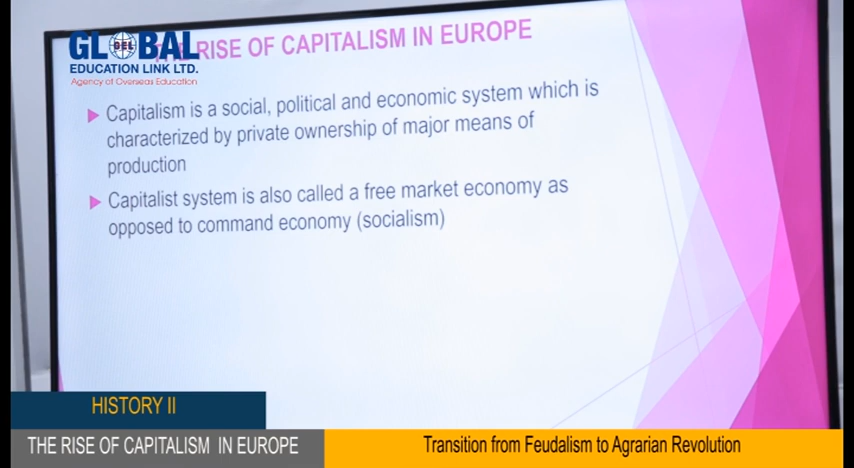 GLOBAL
GEL
EDUCATION LINK LTD.
Agency of Overseas Education
THE RISE OF CAPITALISM IN EUROPE
Capitalism is a social, political and economic system which is
characterized by private ownership of major means of
production
Capitalist system is also called a free market economy as
opposed to command economy (socialism)
HISTORY II
THE RISE OF CAPITALISM IN EUROPE
Transition from Feudalism to Agrarian Revolution